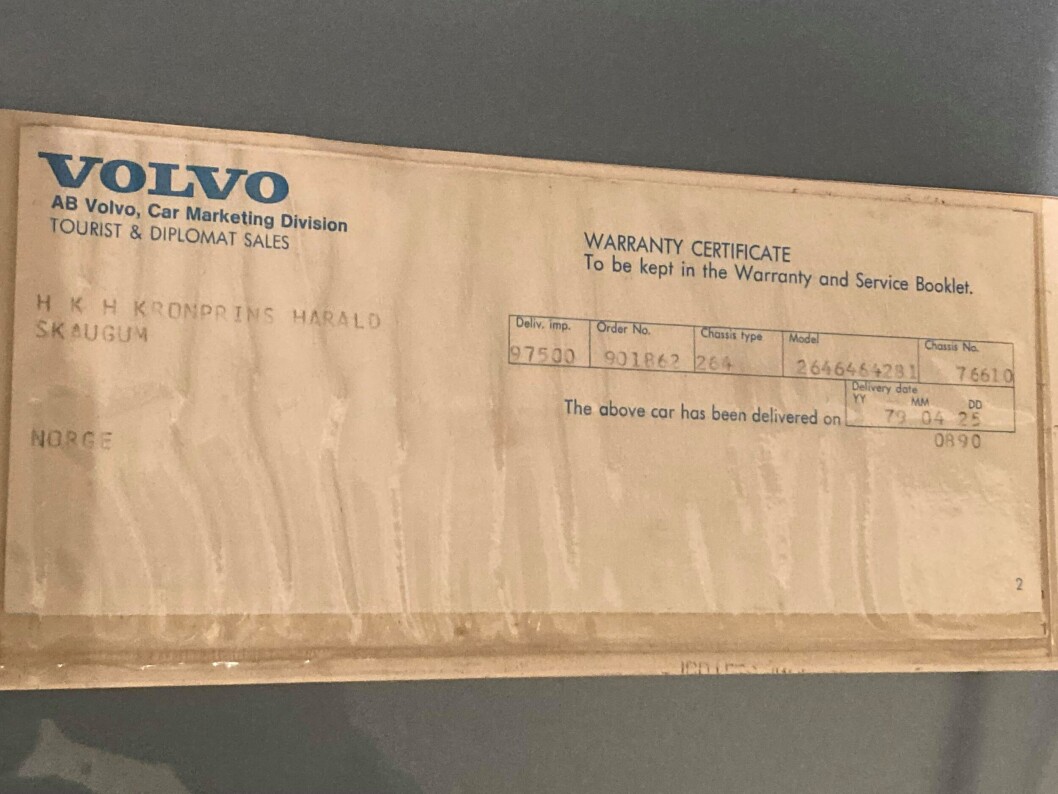 VOLVO
AB Volvo, Car Marketing Division
TOURIST & DIPLOMAT SALES
WARRANTY CERTIFICATE
To be kept in the Warranty and Service Booklet.
H K H KRONPRINS HARALD
SKAUGUM
NORGE
Deliv. imp. Order No. Chassis type Model Chassis No.
97500 901862 264 2646464281 76610
Delivery date
YY MM DD
The above car has been delivered on 79 04 25
0890
2